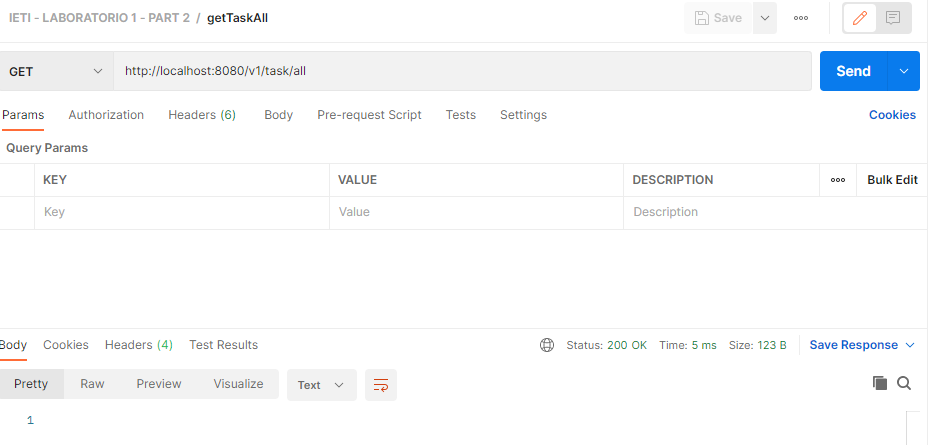 IETI - LABORATORIO 1 - PART 2 / getTaskAll Save
GET http://localhost:8080/v1/task/all Send
Params Authorization Headers (6) Body Pre-request Script Tests Settings Cookies
Query Params
KEY VALUE DESCRIPTION Bulk Edit
Key Value Description
Body Cookies Headers (4) Test Results Status: 200 OK Time: 5 ms Size: 123 B Save Response
Pretty Raw Preview Visualize Text
1